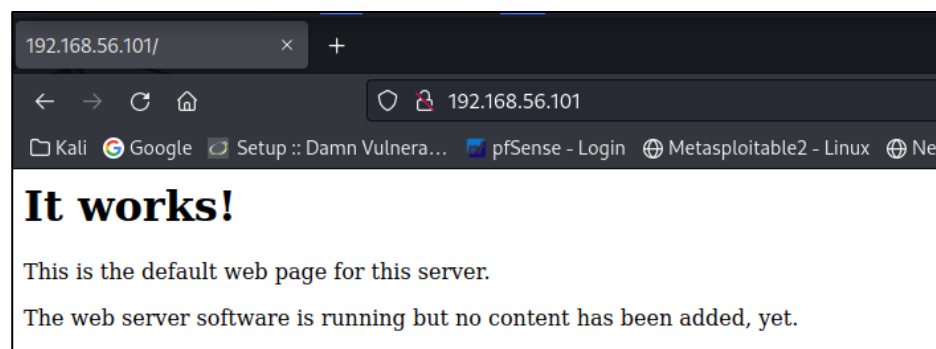 192.168.56.101/
192.168.56.101
Kali Google Setup :: Damn Vulnera... pfSense - Login Metasploitable2 - Linux Ne
It works!
This is the default web page for this server.
The web server software is running but no content has been added, yet.